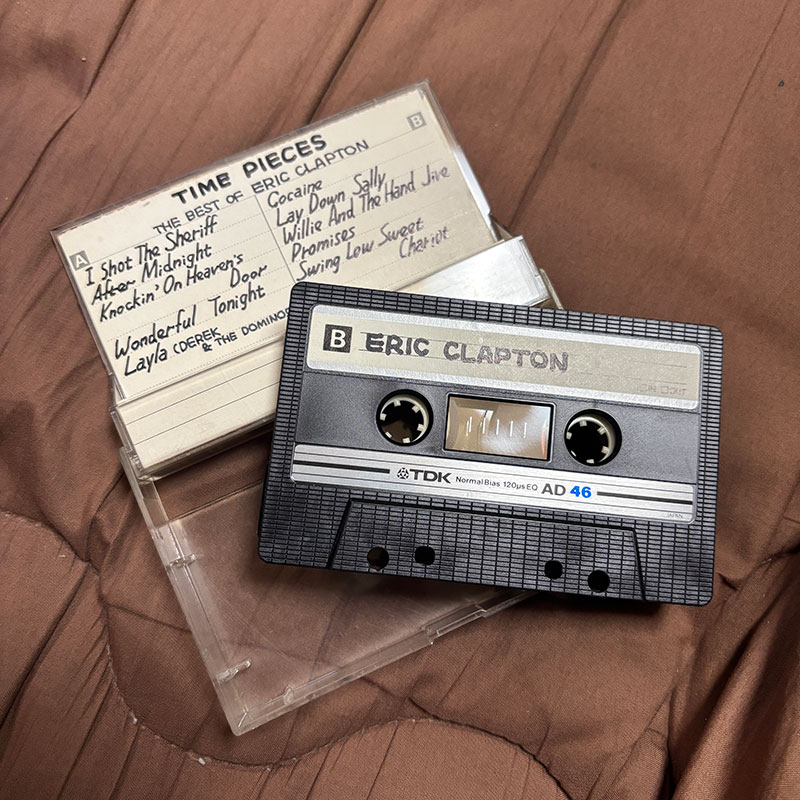 B
TIME PIECES
THE BEST OF ERIC CLAPTON
A
I Shot The Sheriff
After Midnight
Knockin' On Heaven's
Door
Wonderful Tonight
Layla (DEREK
& THE DOMINOS
Cocaine
Lay Down Sally
Willie And The Hand Jive
Promises
Swing Low Sweet
Chariot
B ERIC CLAPTON
TDK Normal Bias 120μs EQ AD 46
JAPAN